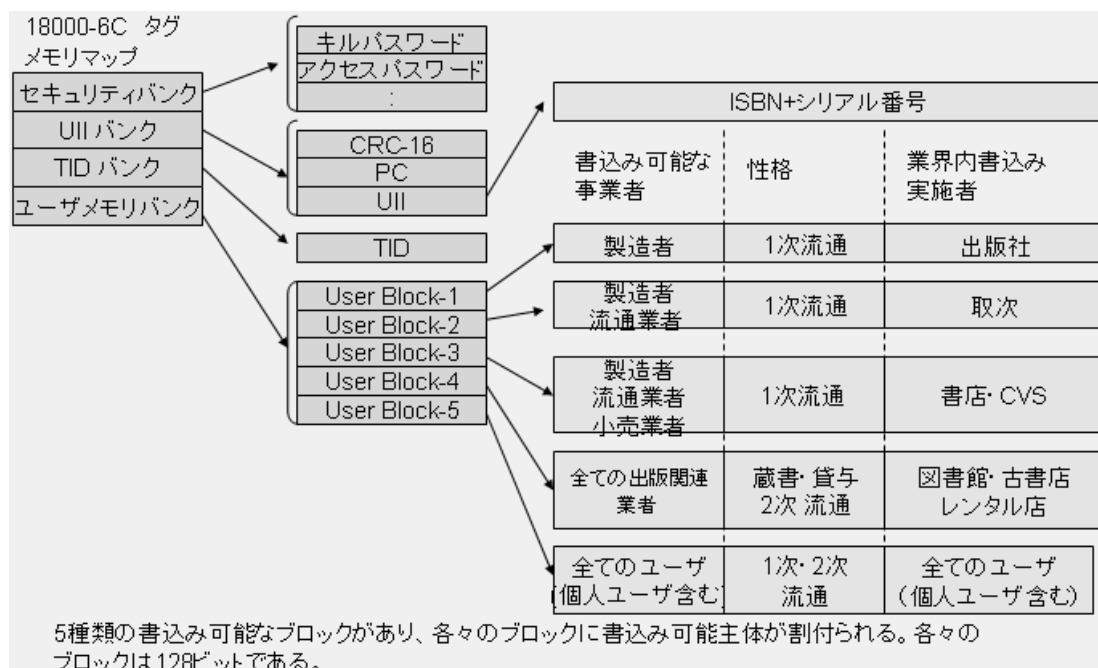 18000-6C タグ
メモリマップ
セキュリティバンク
UII バンク
TID バンク
ユーザメモリバンク
キルパスワード
アクセスパスワード
:
CRC-16
PC
UII
TID
User Block-1
User Block-2
User Block-3
User Block-4
User Block-5
ISBN+シリアル番号
書込み可能な
事業者
性格
業界内書込み
実施者
製造者
1次流通
出版社
製造者
流通業者
1次流通
取次
製造者
流通業者
小売業者
1次流通
書店・CVS
全ての出版関連
業者
蔵書・貸与
2次 流通
図書館・古書店
レンタル店
全てのユーザ
(個人ユーザ含む)
1次・2次
流通
全てのユーザ
(個人ユーザ含む)
5種類の書込み可能なブロックがあり、各々のブロックに書込み可能主体が割付られる。各々の
ブロックは128ビットである。